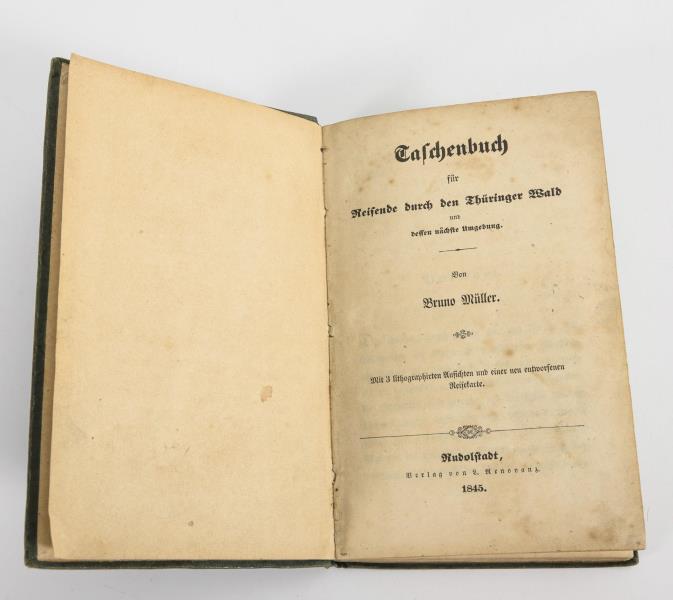 Taschenbuch
für
Reisende durch den Thüringer Wald
und
dessen nächste Umgebung.
Von
Bruno Müller.
Mit 3 lithographirten Ansichten und einer neu entworfenen
Reisekarte.
Rudolstadt,
Verlag von L. Renovanz.
1845.